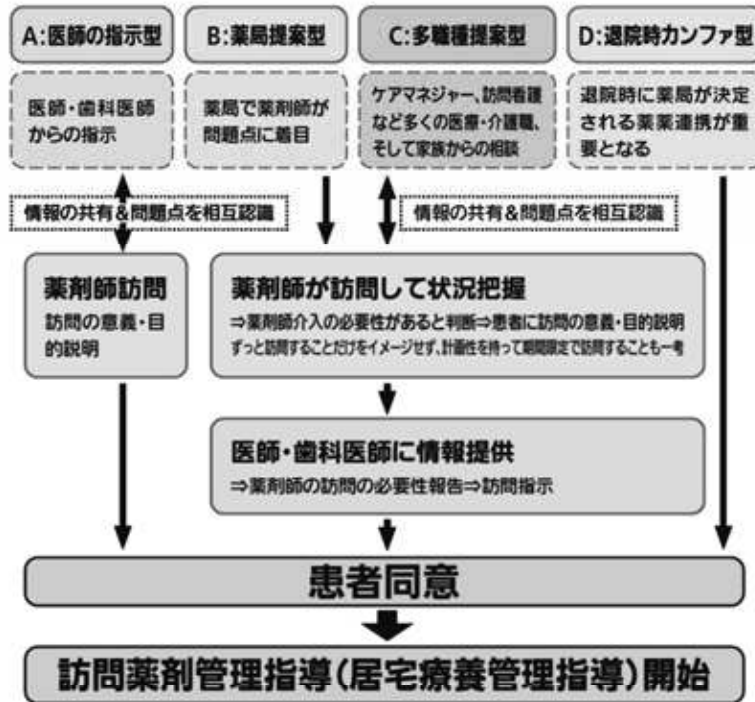 A:医師の指示型
B:薬局提案型
C:多職種提案型
D:退院時カンファ型
医師・歯科医師
からの指示
薬局で薬剤師が
問題点に着目
ケアマネジャー、訪問看護
など多くの医療・介護職、
そして家族からの相談
退院時に薬局が決定
される薬薬連携が重
要となる
情報の共有&問題点を相互認識
情報の共有&問題点を相互認識
薬剤師訪問
訪問の意義・目
的説明
薬剤師が訪問して状況把握
⇒薬剤師介入の必要性があると判断⇒患者に訪問の意義・目的説明
ずっと訪問することだけをイメージせず、計画性を持って期間限定で訪問することも一考
医師・歯科医師に情報提供
⇒薬剤師の訪問の必要性報告⇒訪問指示
患者同意
訪問薬剤管理指導(居宅療養管理指導)開始